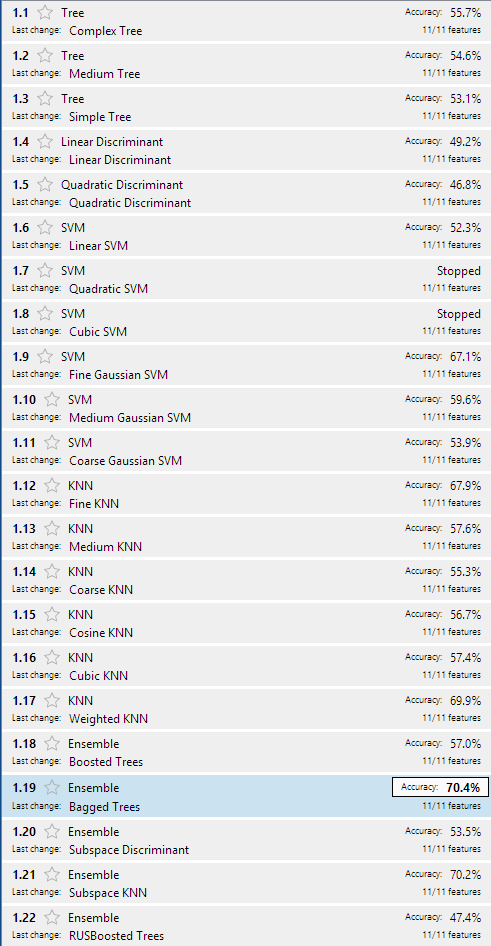 1.1 Tree Accuracy: 55.7%
Last change: Complex Tree 11/11 features
1.2 Tree Accuracy: 54.6%
Last change: Medium Tree 11/11 features
1.3 Tree Accuracy: 53.1%
Last change: Simple Tree 11/11 features
1.4 Linear Discriminant Accuracy: 49.2%
Last change: Linear Discriminant 11/11 features
1.5 Quadratic Discriminant Accuracy: 46.8%
Last change: Quadratic Discriminant 11/11 features
1.6 SVM Accuracy: 52.3%
Last change: Linear SVM 11/11 features
1.7 SVM Stopped
Last change: Quadratic SVM 11/11 features
1.8 SVM Stopped
Last change: Cubic SVM 11/11 features
1.9 SVM Accuracy: 67.1%
Last change: Fine Gaussian SVM 11/11 features
1.10 SVM Accuracy: 59.6%
Last change: Medium Gaussian SVM 11/11 features
1.11 SVM Accuracy: 53.9%
Last change: Coarse Gaussian SVM 11/11 features
1.12 KNN Accuracy: 67.9%
Last change: Fine KNN 11/11 features
1.13 KNN Accuracy: 57.6%
Last change: Medium KNN 11/11 features
1.14 KNN Accuracy: 55.3%
Last change: Coarse KNN 11/11 features
1.15 KNN Accuracy: 56.7%
Last change: Cosine KNN 11/11 features
1.16 KNN Accuracy: 57.4%
Last change: Cubic KNN 11/11 features
1.17 KNN Accuracy: 69.9%
Last change: Weighted KNN 11/11 features
1.18 Ensemble Accuracy: 57.0%
Last change: Boosted Trees 11/11 features
1.19 Ensemble Accuracy: 70.4%
Last change: Bagged Trees 11/11 features
1.20 Ensemble Accuracy: 53.5%
Last change: Subspace Discriminant 11/11 features
1.21 Ensemble Accuracy: 70.2%
Last change: Subspace KNN 11/11 features
1.22 Ensemble Accuracy: 47.4%
Last change: RUSBoosted Trees 11/11 features